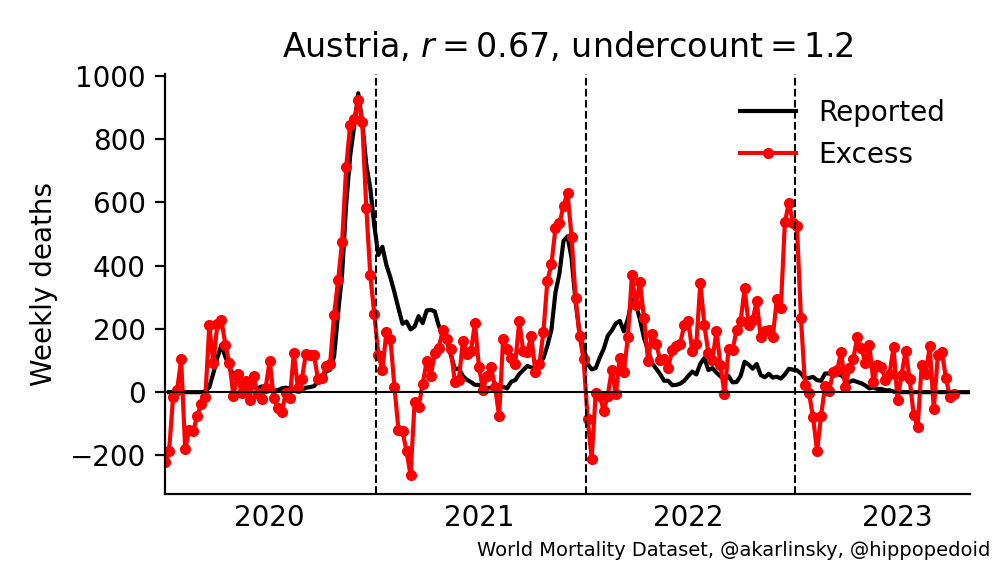 Austria, r = 0.67, undercount = 1.2
1000
800
600
400
200
0
−200
Weekly deaths
Reported
Excess
2020 2021 2022 2023
World Mortality Dataset, @akarlinsky, @hippopedoid